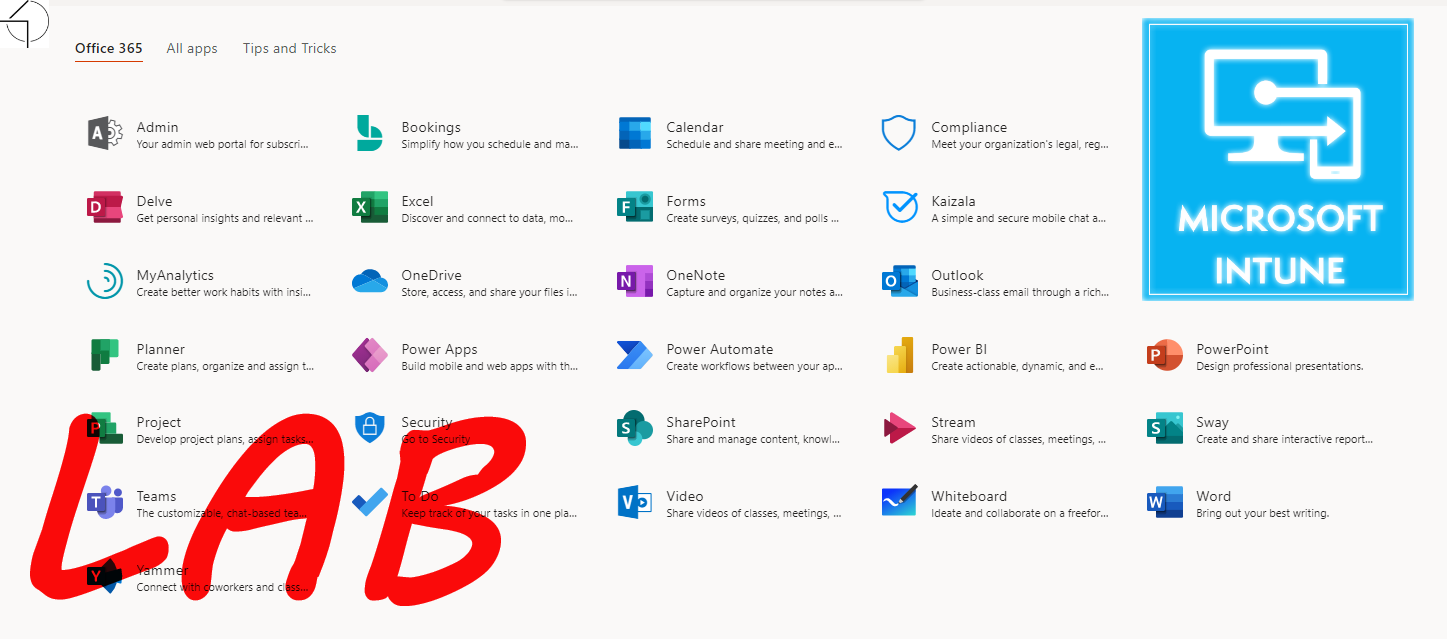 Office 365 All apps Tips and Tricks
MICROSOFT
INTUNE
Admin
Your admin web portal for subscri...
Bookings
Simplify how you schedule and ma...
Calendar
Schedule and share meeting and e...
Compliance
Meet your organization's legal, reg...
Delve
Get personal insights and relevant ...
Excel
Discover and connect to data, mo...
Forms
Create surveys, quizzes, and polls ...
Kaizala
A simple and secure mobile chat a...
MyAnalytics
Create better work habits with insi...
OneDrive
Store, access, and share your files i...
OneNote
Capture and organize your notes a...
Outlook
Business-class email through a rich...
Planner
Create plans, organize and assign t...
Power Apps
Build mobile and web apps with th...
Power Automate
Create workflows between your ap...
Power BI
Create actionable, dynamic, and e...
PowerPoint
Design professional presentations.
Project
Develop project plans, assign tasks...
Security
Go to Security
SharePoint
Share and manage content, knowl...
Stream
Share videos of classes, meetings, ...
Sway
Create and share interactive report...
Teams
The customizable, chat-based tea...
To Do
Keep track of your tasks in one pla...
Video
Share videos of classes, meetings, ...
Whiteboard
Ideate and collaborate on a freefor...
Word
Bring out your best writing.
Yammer
Connect with coworkers and class...
LAB